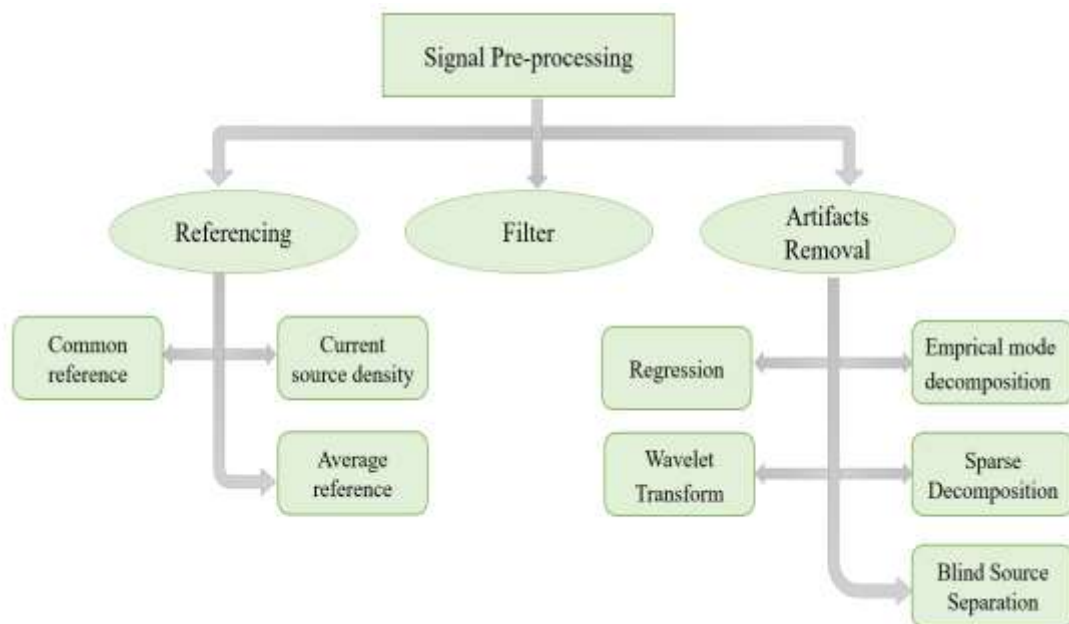 Signal Pre-processing
Referencing
Filter
Artifacts
Removal
Common
reference
Current
source density
Average
reference
Regression
Emprical mode
decomposition
Wavelet
Transform
Sparse
Decomposition
Blind Source
Separation